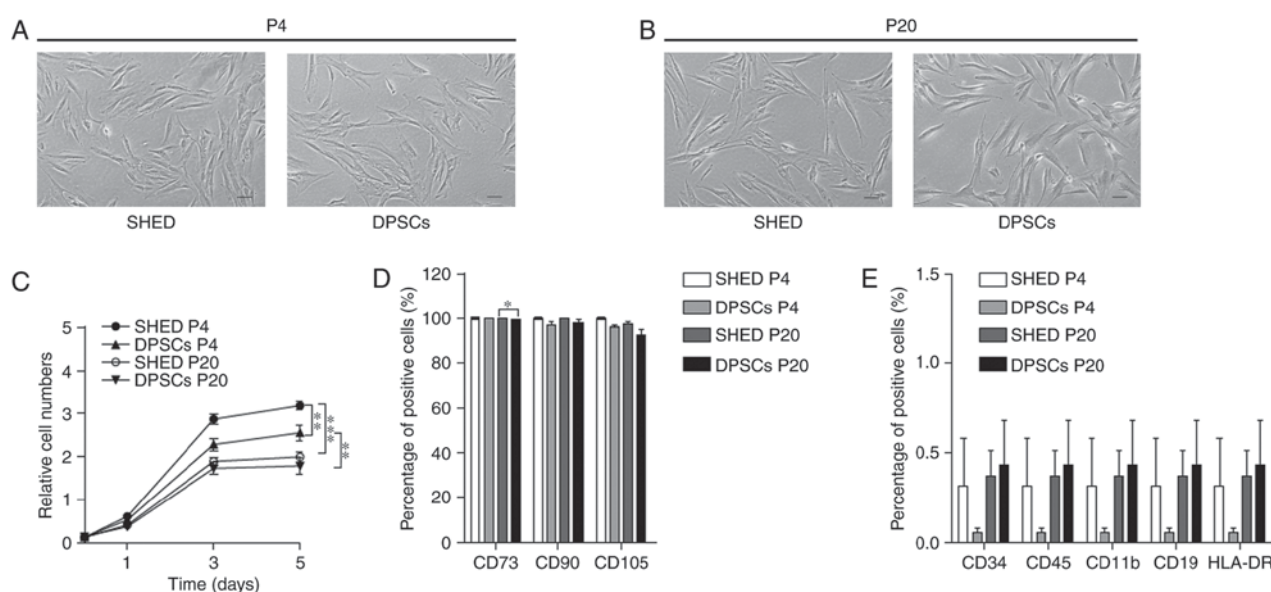 A
P4
SHED
DPSCs
B
P20
SHED
DPSCs
C
Relative cell numbers
5
4
3
2
1
0
SHED P4
DPSCs P4
SHED P20
DPSCs P20
**
***
**
1 3 5
Time (days)
D
Percentage of positive cells (%)
120
100
80
60
40
20
0
*
CD73 CD90 CD105
SHED P4
DPSCs P4
SHED P20
DPSCs P20
E
Percentage of positive cells (%)
1.5
1.0
0.5
0.0
SHED P4
DPSCs P4
SHED P20
DPSCs P20
CD34 CD45 CD11b CD19 HLA-DR